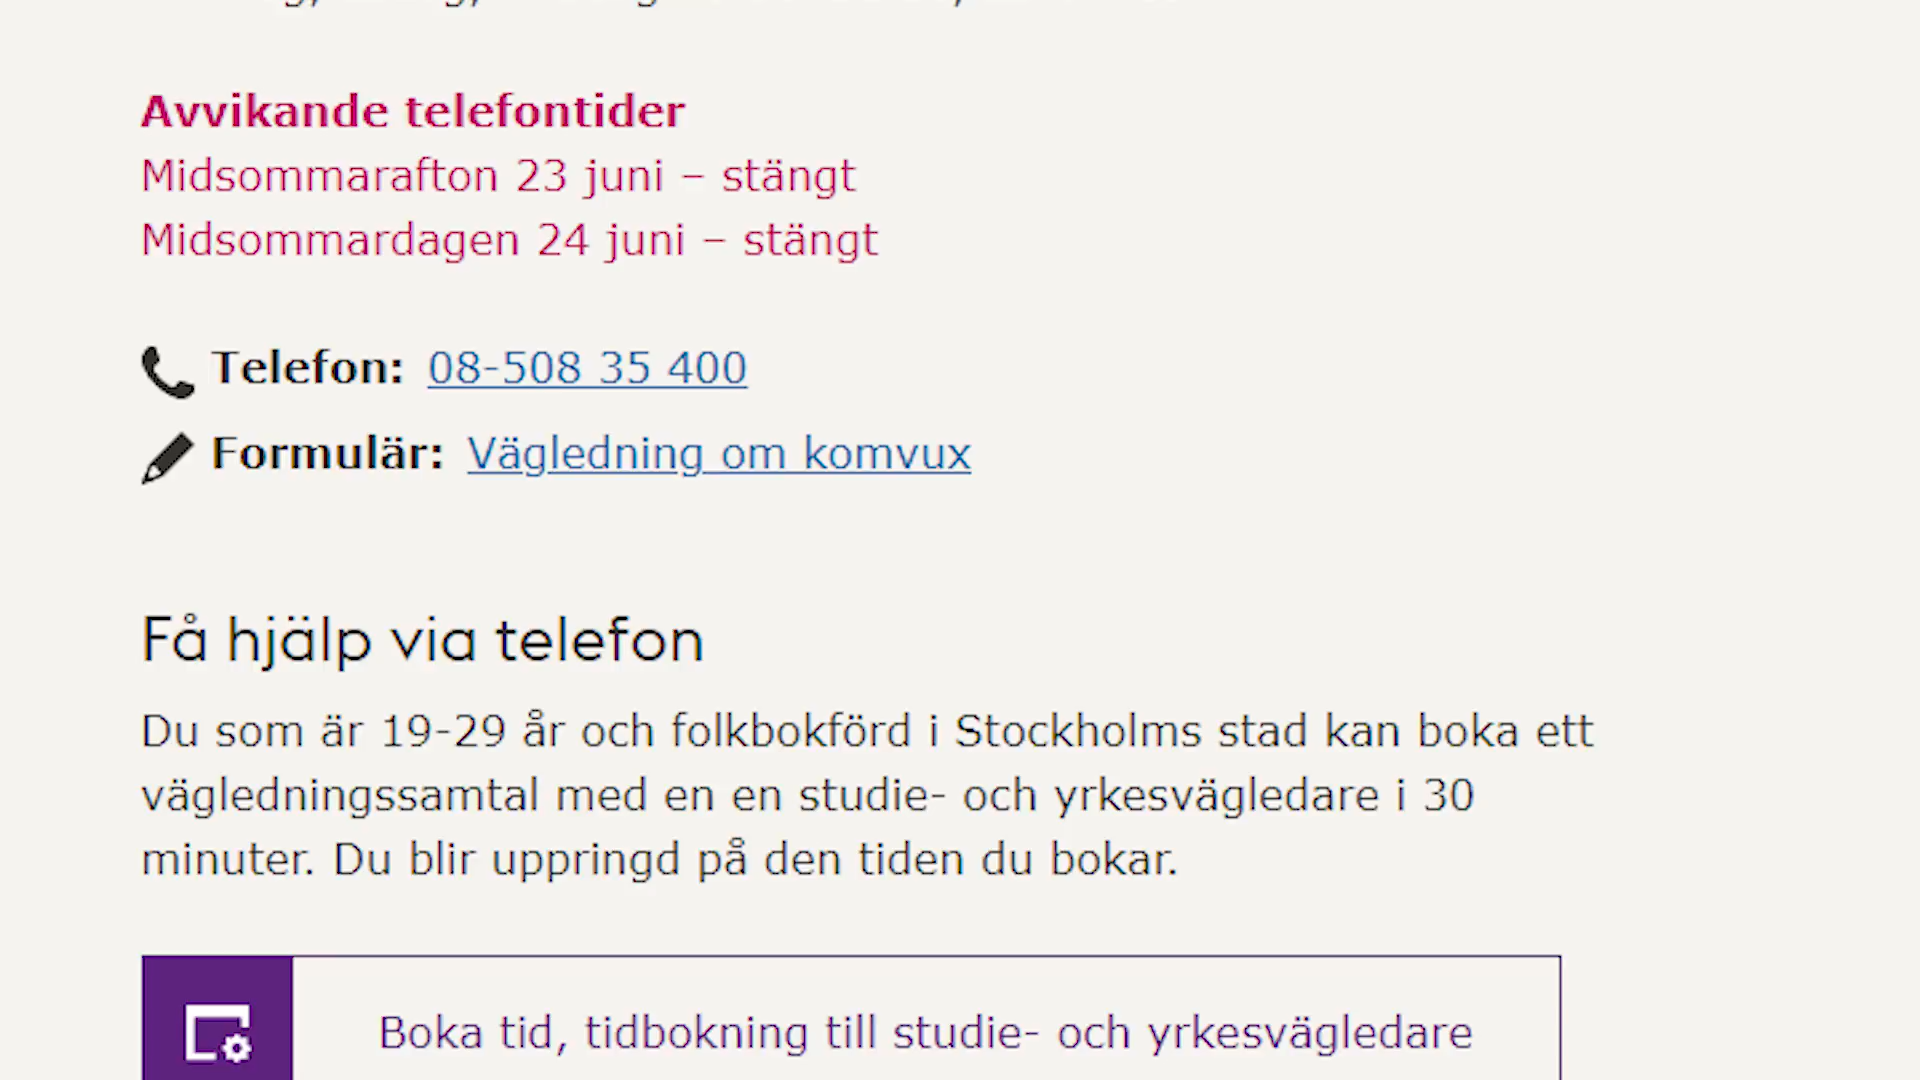 Avvikande telefontider
Midsommarafton 23 juni – stängt
Midsommardagen 24 juni – stängt
Telefon: 08-508 35 400
Formulär: Vägledning om komvux
Få hjälp via telefon
Du som är 19-29 år och folkbokförd i Stockholms stad kan boka ett
vägledningssamtal med en en studie- och yrkesvägledare i 30
minuter. Du blir uppringd på den tiden du bokar.
Boka tid, tidbokning till studie- och yrkesvägledare